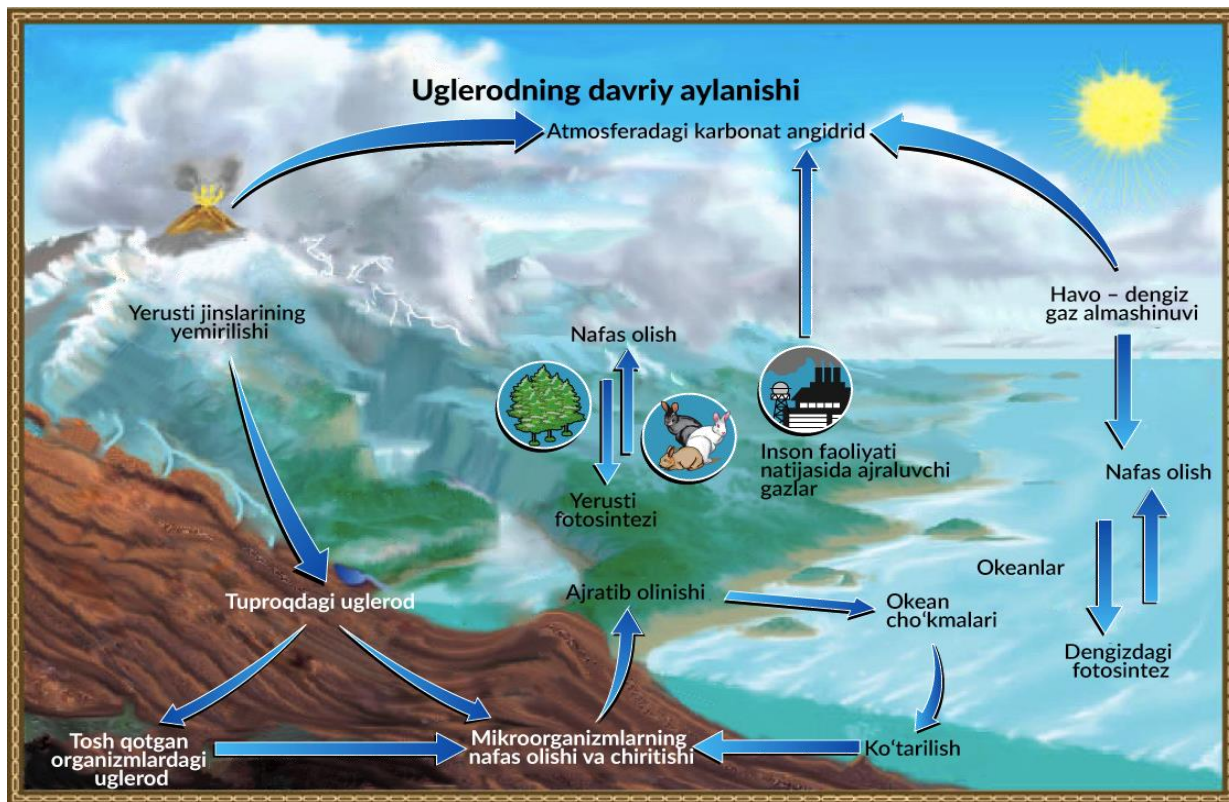 Uglerodning davriy aylanishi
Atmosferadagi karbonat angidrid
Yerusti jinslarining
yemirilishi
Nafas olish
Havo – dengiz
gaz almashinuvi
Inson faoliyati
natijasida ajraluvchi
gazlar
Yerusti
fotosintezi
Nafas olish
Okeanlar
Dengizdagi
fotosintez
Tuproqdagi uglerod
Ajratib olinishi
Okean
cho‘kmalari
Tosh qotgan
organizmlardagi
uglerod
Mikroorganizmlarning
nafas olishi va chiritishi
Ko‘tarilish